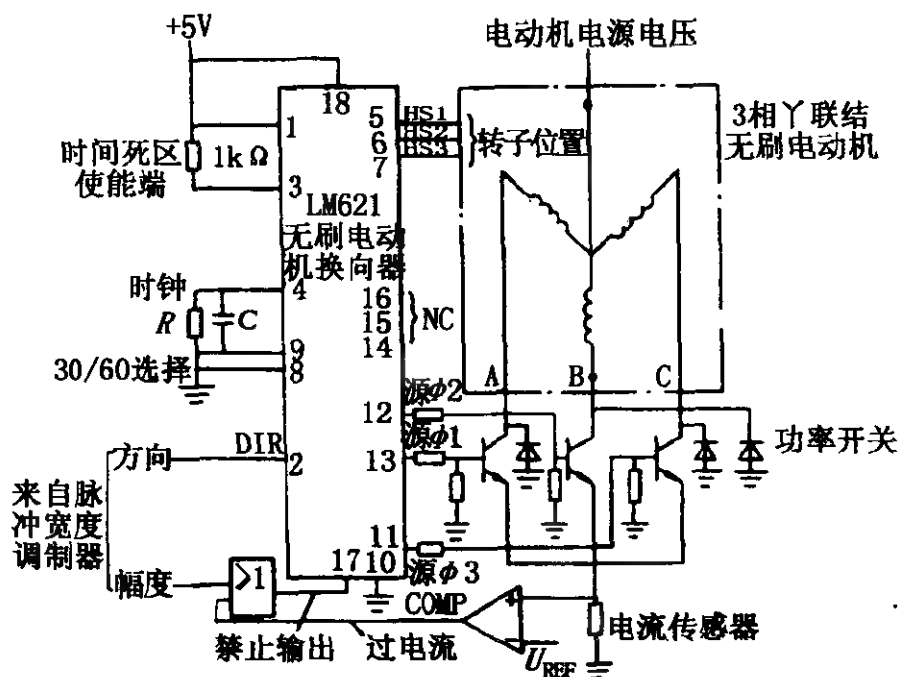 +5V
电动机电源电压
18
1
5
HS1
6
HS2
7
HS3
转子位置
3相丫联结
无刷电动机
时间死区
使能端
1kΩ
3
LM621
无刷电动
机换向器
时钟
4
16
15
14
NC
R
C
9
8
30/60选择
A
B
C
12
源φ2
13
源φ1
功率开关
方向
DIR
2
来自脉
冲宽度
调制器
11
17
10
源φ3
幅度
>1
COMP
+
−
禁止输出
过电流
UREF
电流传感器